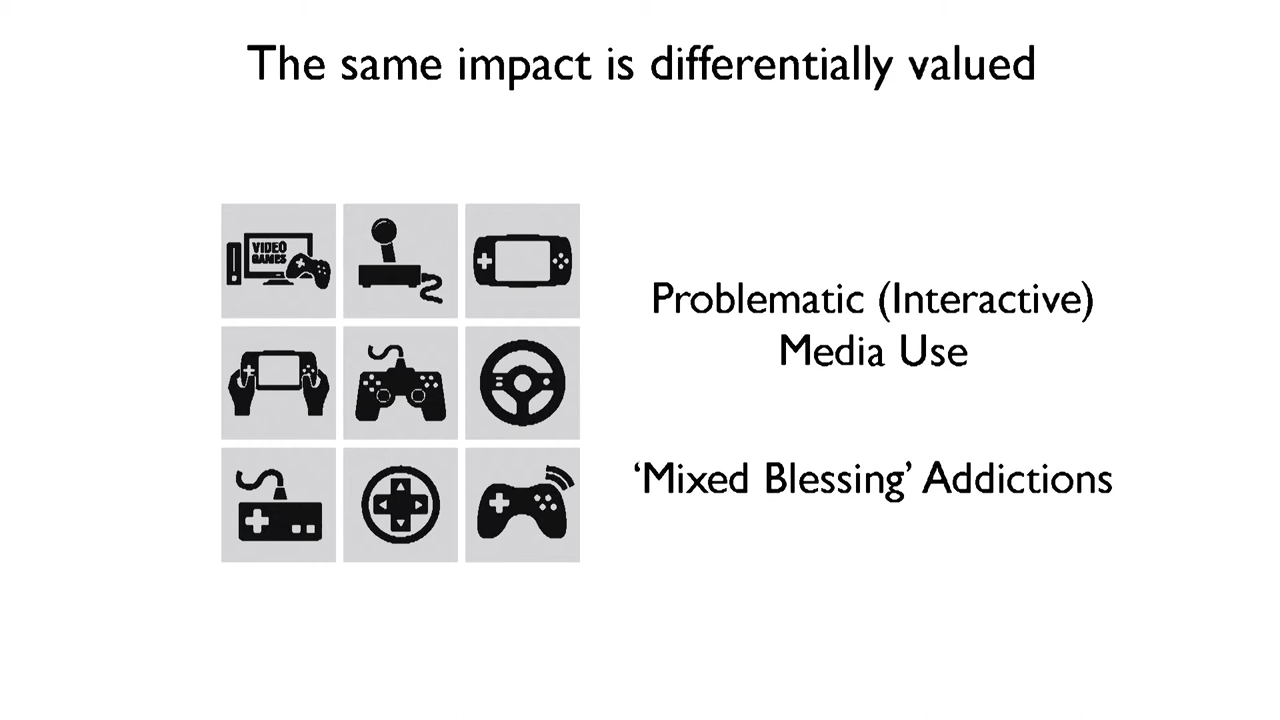 The same impact is differentially valued
VIDEO
GAMES
Problematic (Interactive)
Media Use
‘Mixed Blessing’ Addictions